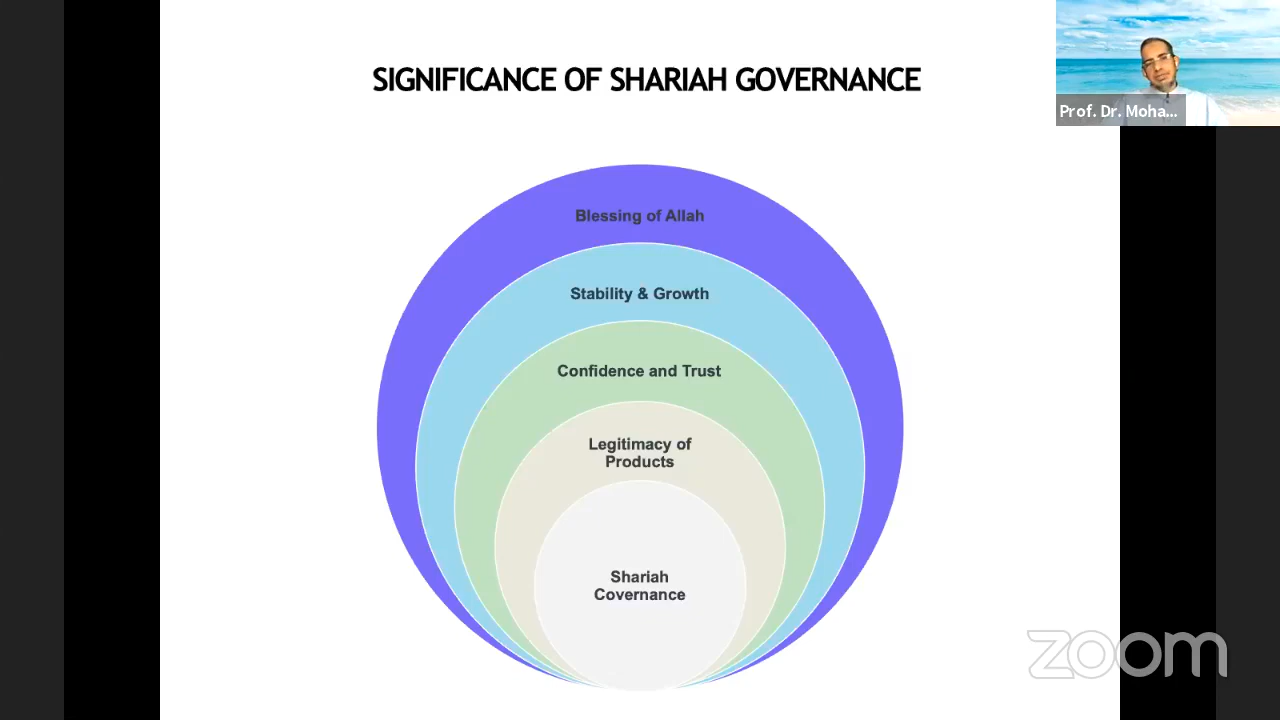 SIGNIFICANCE OF SHARIAH GOVERNANCE
Prof. Dr. Moha...
Blessing of Allah
Stability & Growth
Confidence and Trust
Legitimacy of
Products
Shariah
Covernance
zoom